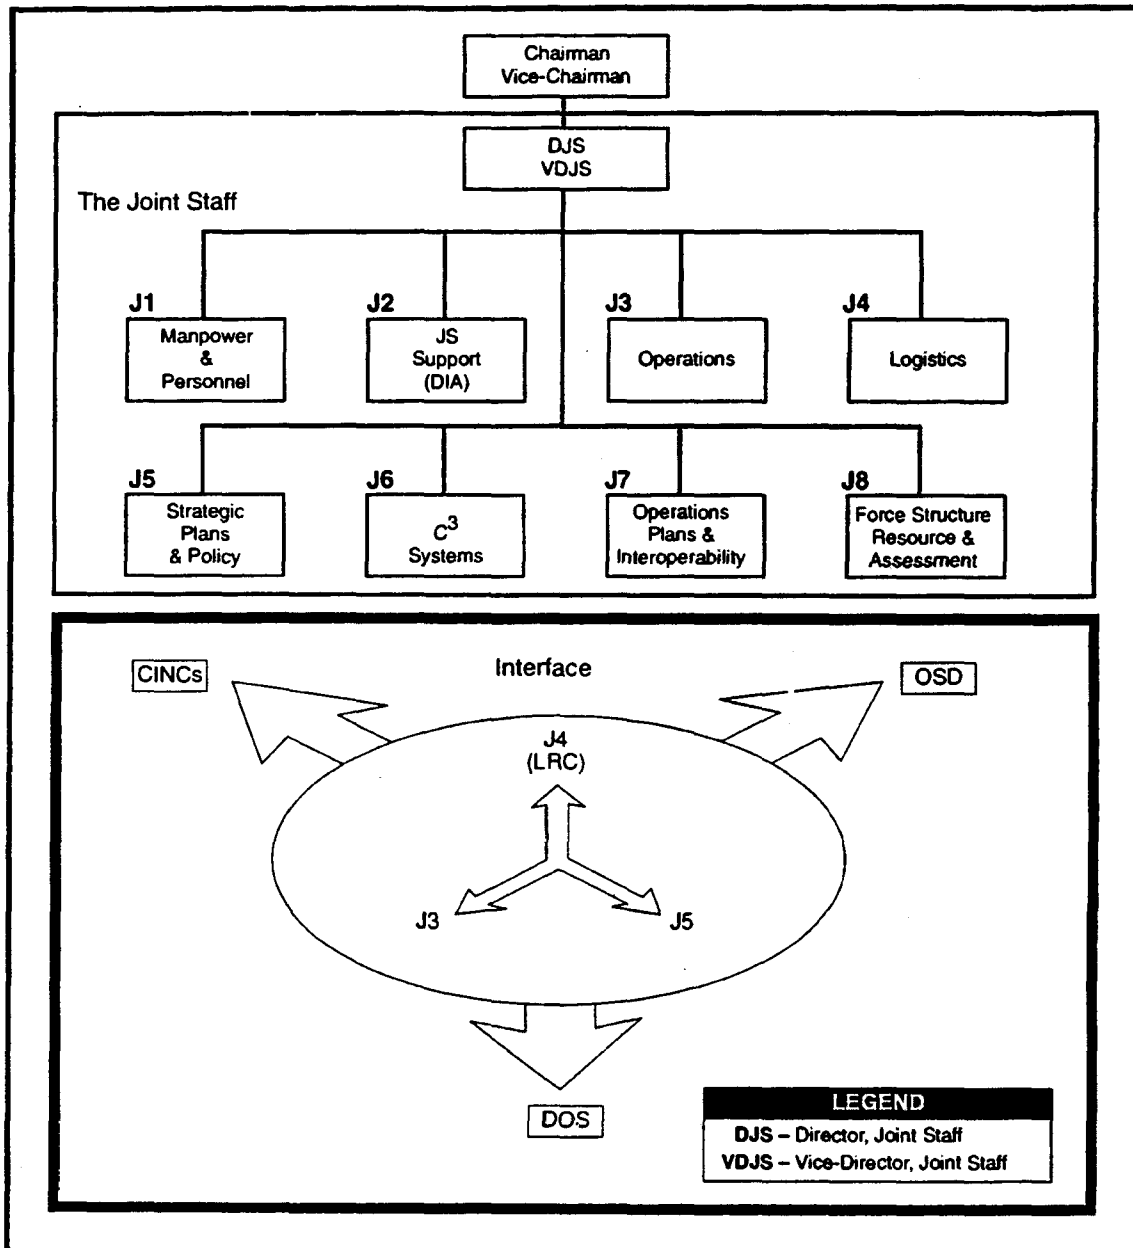 Chairman
Vice-Chairman
DJS
VDJS
The Joint Staff
J1
Manpower
&
Personnel
J2
JS
Support
(DIA)
J3
Operations
J4
Logistics
J5
Strategic
Plans
& Policy
J6
C³
Systems
J7
Operations
Plans &
Interoperability
J8
Force Structure
Resource &
Assessment
Interface
CINCs
OSD
J4
(LRC)
J3
J5
DOS
LEGEND
DJS – Director, Joint Staff
VDJS – Vice-Director, Joint Staff